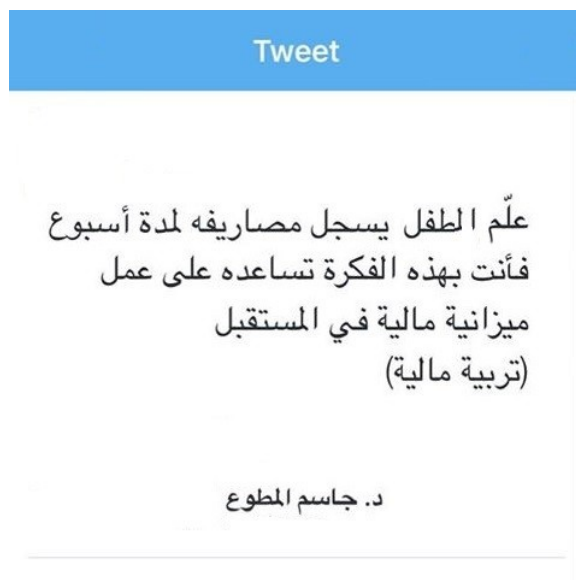 Tweet
علّم الطفل يسجل مصاريفه لمدة أسبوع
فأنت بهذه الفكرة تساعده على عمل
ميزانية مالية في المستقبل
(تربية مالية)
د. جاسم المطوع